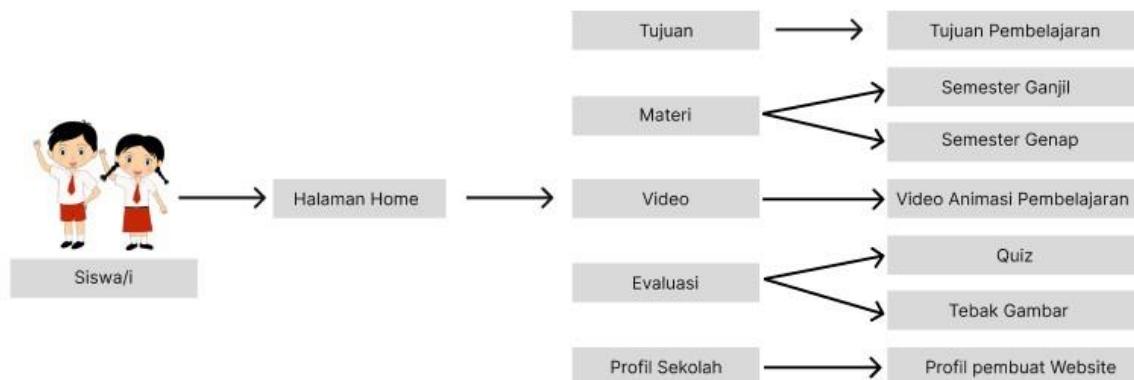 Siswa/i
Halaman Home
Tujuan
Tujuan Pembelajaran
Materi
Semester Ganjil
Semester Genap
Video
Video Animasi Pembelajaran
Evaluasi
Quiz
Tebak Gambar
Profil Sekolah
Profil pembuat Website